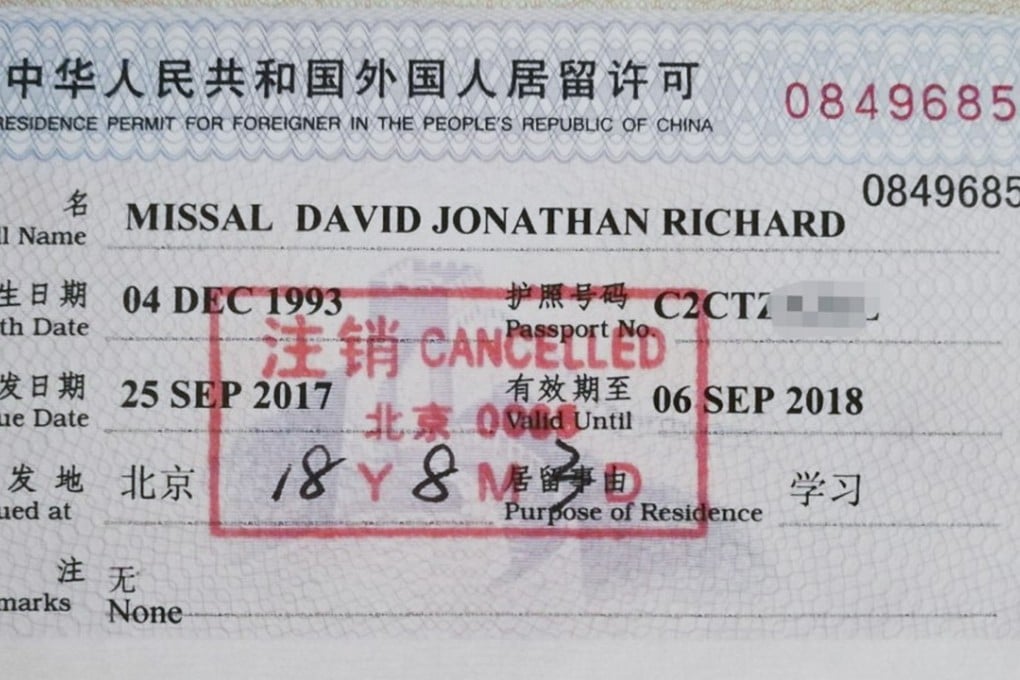 中华人民共和国外国人居留许可 0849685
RESIDENCE PERMIT FOR FOREIGNER IN THE PEOPLE'S REPUBLIC OF CHINA
0849685
名
ll Name MISSAL DAVID JONATHAN RICHARD
生日期 04 DEC 1993 护照号码 C2CTZ L
th Date Passport No.
注销 CANCELLED
发日期 25 SEP 2017 有效期至 06 SEP 2018
ue Date Valid Until
北京
发地 北京 居留事由 学习
ued at Purpose of Residence
18 Y 8 M 3 D
注 无
marks None